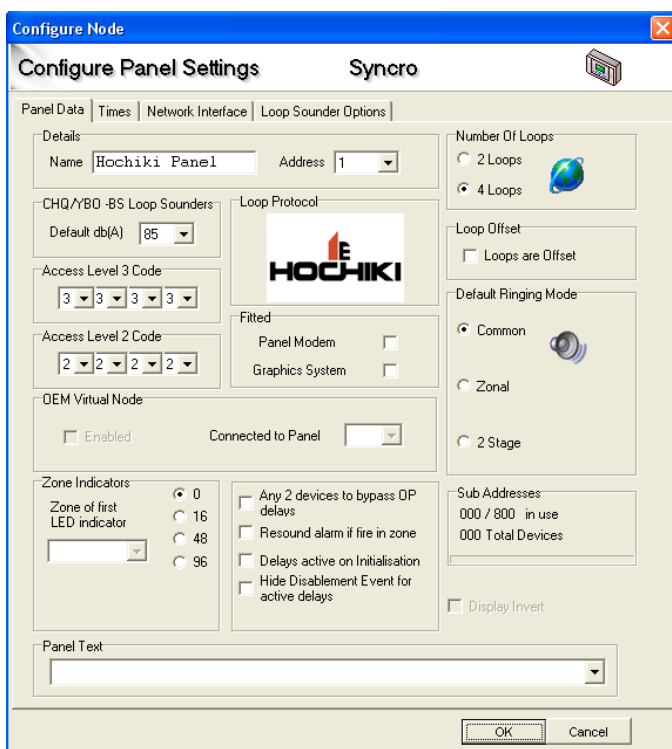 Configure Node
Configure Panel Settings Syncro
Panel Data Times Network Interface Loop Sounder Options
Details
Name Hochiki Panel Address 1
Number Of Loops
2 Loops
4 Loops
CHQ/YBO -BS Loop Sounders
Default db(A) 85
Loop Protocol
HOCHIKI
Loop Offset
Loops are Offset
Access Level 3 Code
3 3 3 3
Default Ringing Mode
Common
Zonal
2 Stage
Access Level 2 Code
2 2 2 2
Fitted
Panel Modem
Graphics System
OEM Virtual Node
Enabled Connected to Panel
Zone Indicators
Zone of first
LED indicator
0
16
48
96
Any 2 devices to bypass OP
delays
Resound alarm if fire in zone
Delays active on Initialisation
Hide Disablement Event for
active delays
Sub Addresses
000 / 800 in use
000 Total Devices
Display Invert
Panel Text
OK Cancel